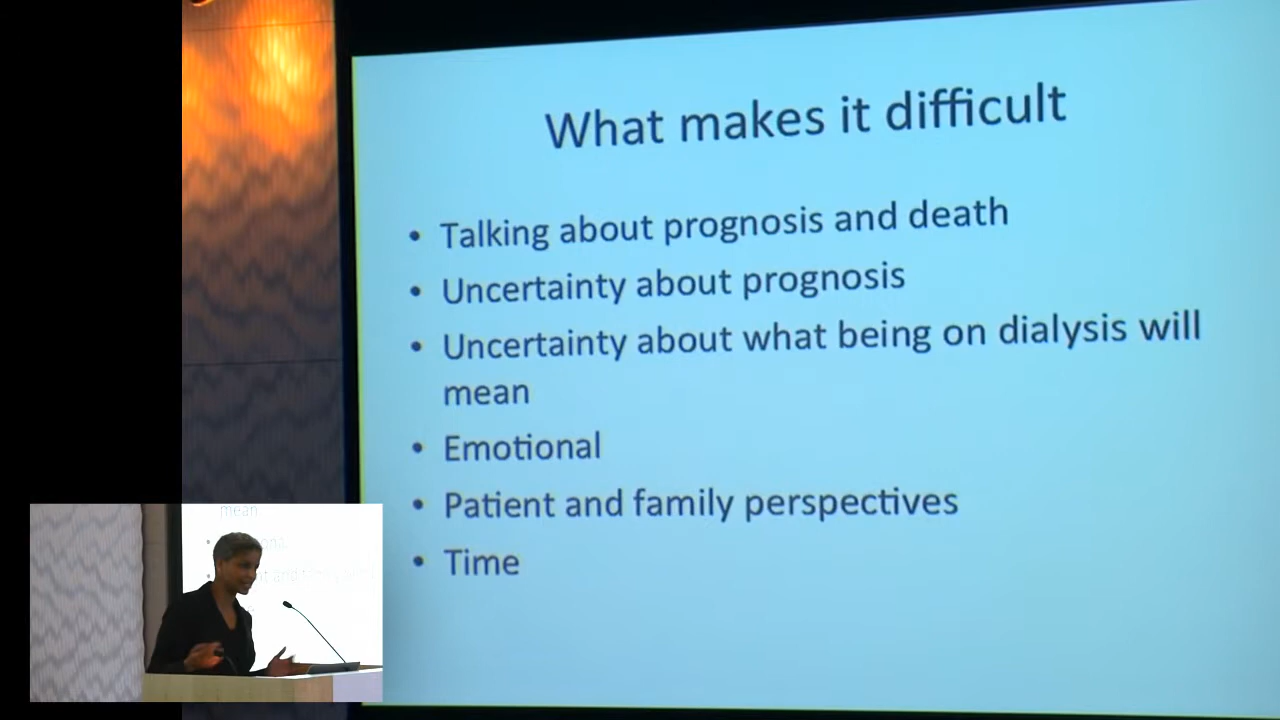 What makes it difficult
• Talking about prognosis and death
• Uncertainty about prognosis
• Uncertainty about what being on dialysis will
mean
• Emotional
• Patient and family perspectives
• Time
mean